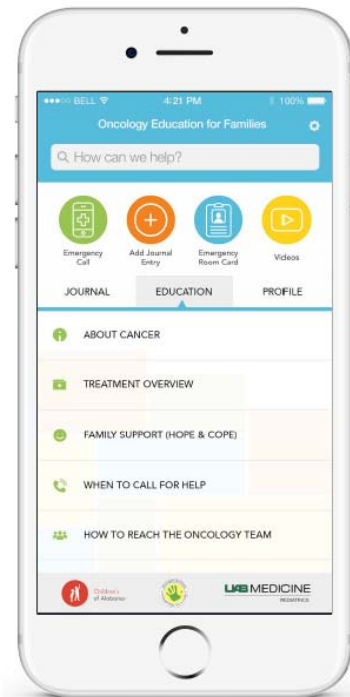 BELL 4:21 PM 100%
Oncology Education for Families
How can we help?
Emergency Call
Add Journal Entry
Emergency Room Card
Videos
JOURNAL EDUCATION PROFILE
ABOUT CANCER
TREATMENT OVERVIEW
FAMILY SUPPORT (HOPE & COPE)
WHEN TO CALL FOR HELP
HOW TO REACH THE ONCOLOGY TEAM
Children's of Alabama
UAB MEDICINE
PEDIATRICS